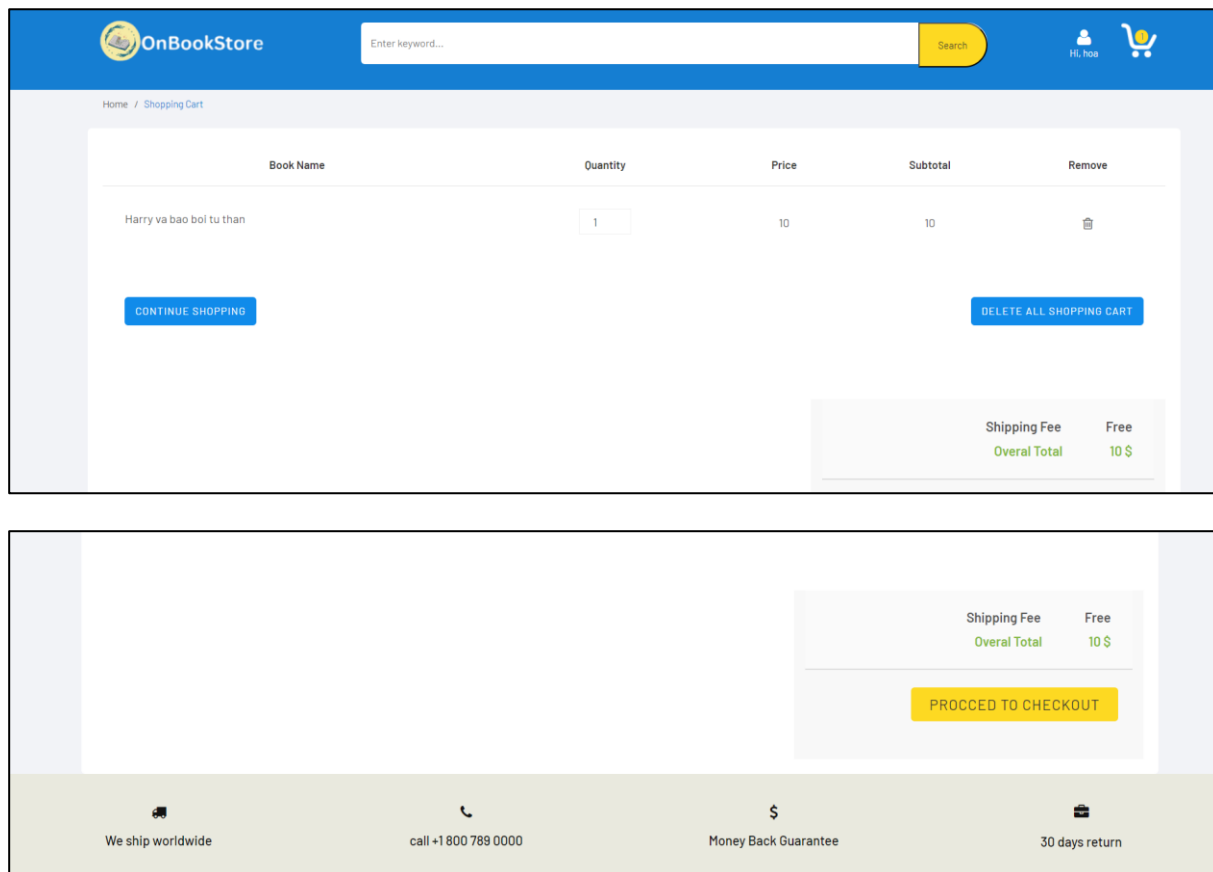 OnBookStore
Enter keyword...
Search
Hi, hoa
1
Home / Shopping Cart
Book Name Quantity Price Subtotal Remove
Harry va bao boi tu than 1 10 10
CONTINUE SHOPPING
DELETE ALL SHOPPING CART
Shipping Fee Free
Overal Total 10 $
Shipping Fee Free
Overal Total 10 $
PROCCED TO CHECKOUT
We ship worldwide
call +1 800 789 0000
Money Back Guarantee
30 days return